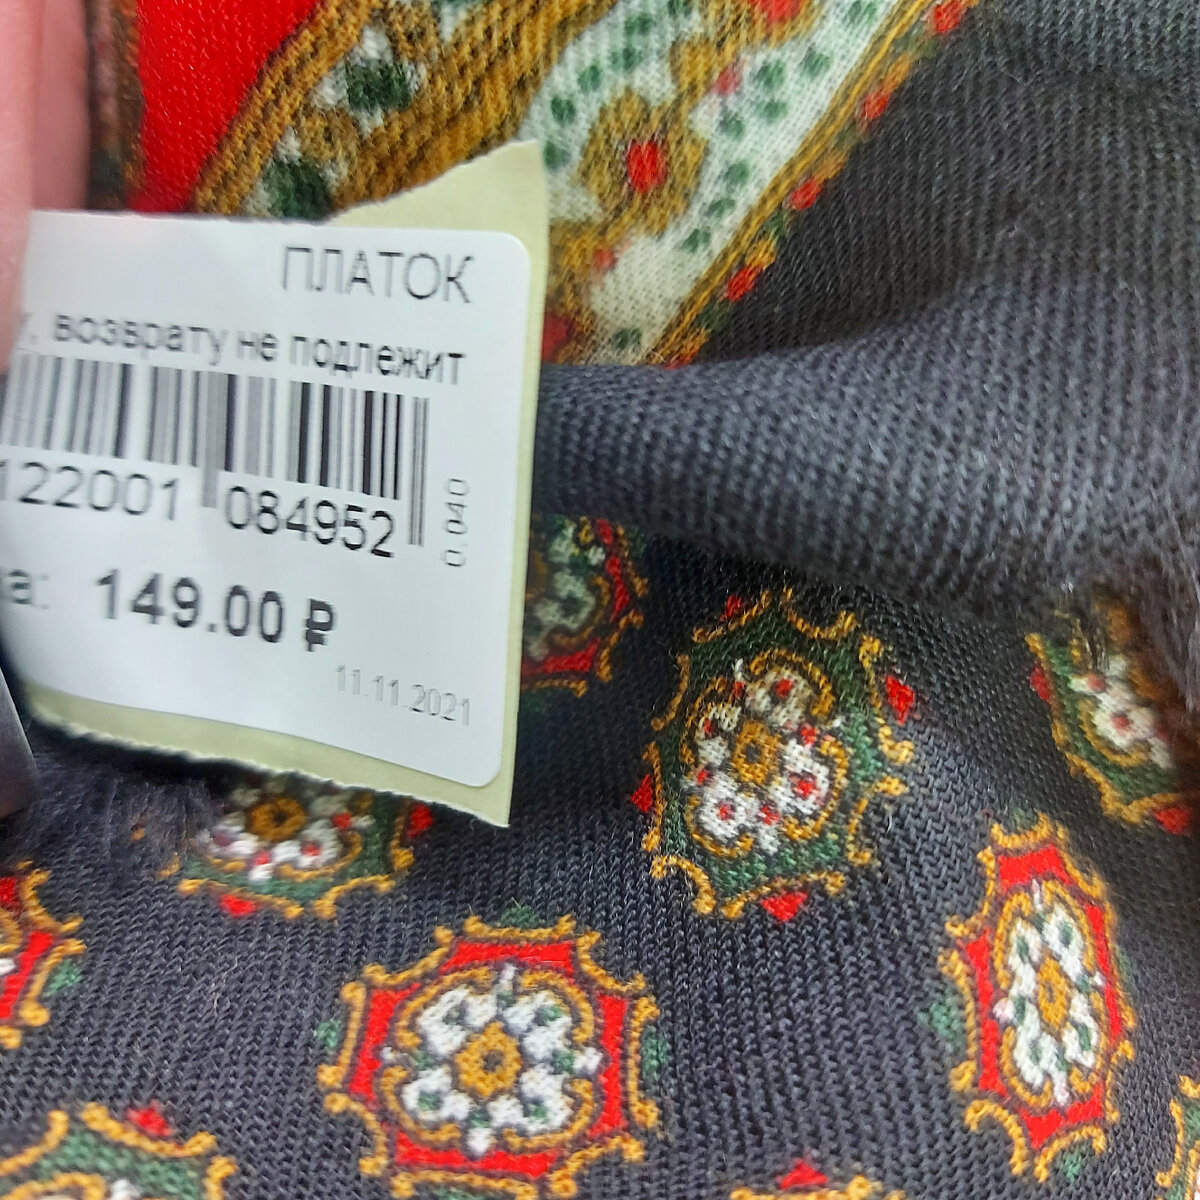 ПЛАТОК
возврату не подлежит
122001 084952
0.040
149.00 ₽
11.11.2021